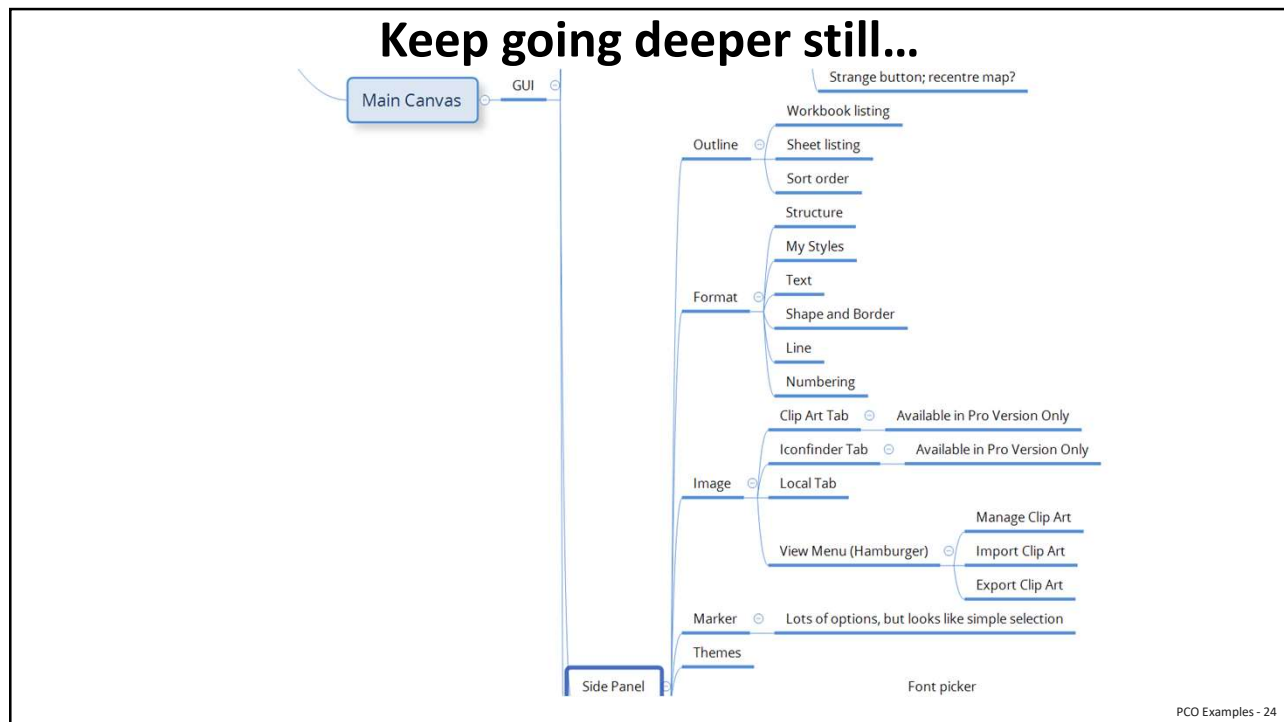 Keep going deeper still...
Strange button; recentre map?
GUI
Main Canvas
Workbook listing
Outline
Sheet listing
Sort order
Structure
My Styles
Text
Format
Shape and Border
Line
Numbering
Clip Art Tab
Available in Pro Version Only
Iconfinder Tab
Available in Pro Version Only
Image
Local Tab
Manage Clip Art
View Menu (Hamburger)
Import Clip Art
Export Clip Art
Marker
Lots of options, but looks like simple selection
Themes
Side Panel
Font picker
PCO Examples - 24